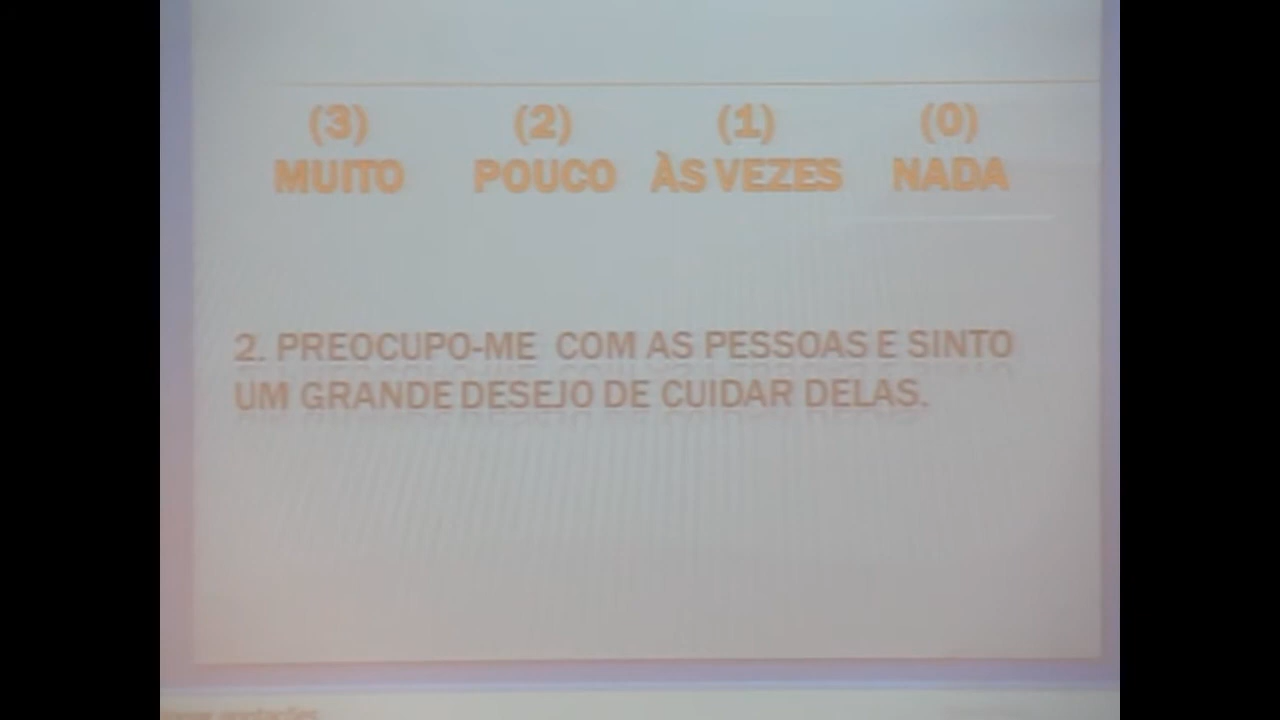 (3) (2) (1) (0)
MUITO POUCO ÀS VEZES NADA
2. PREOCUPO-ME COM AS PESSOAS E SINTO
UM GRANDE DESEJO DE CUIDAR DELAS.